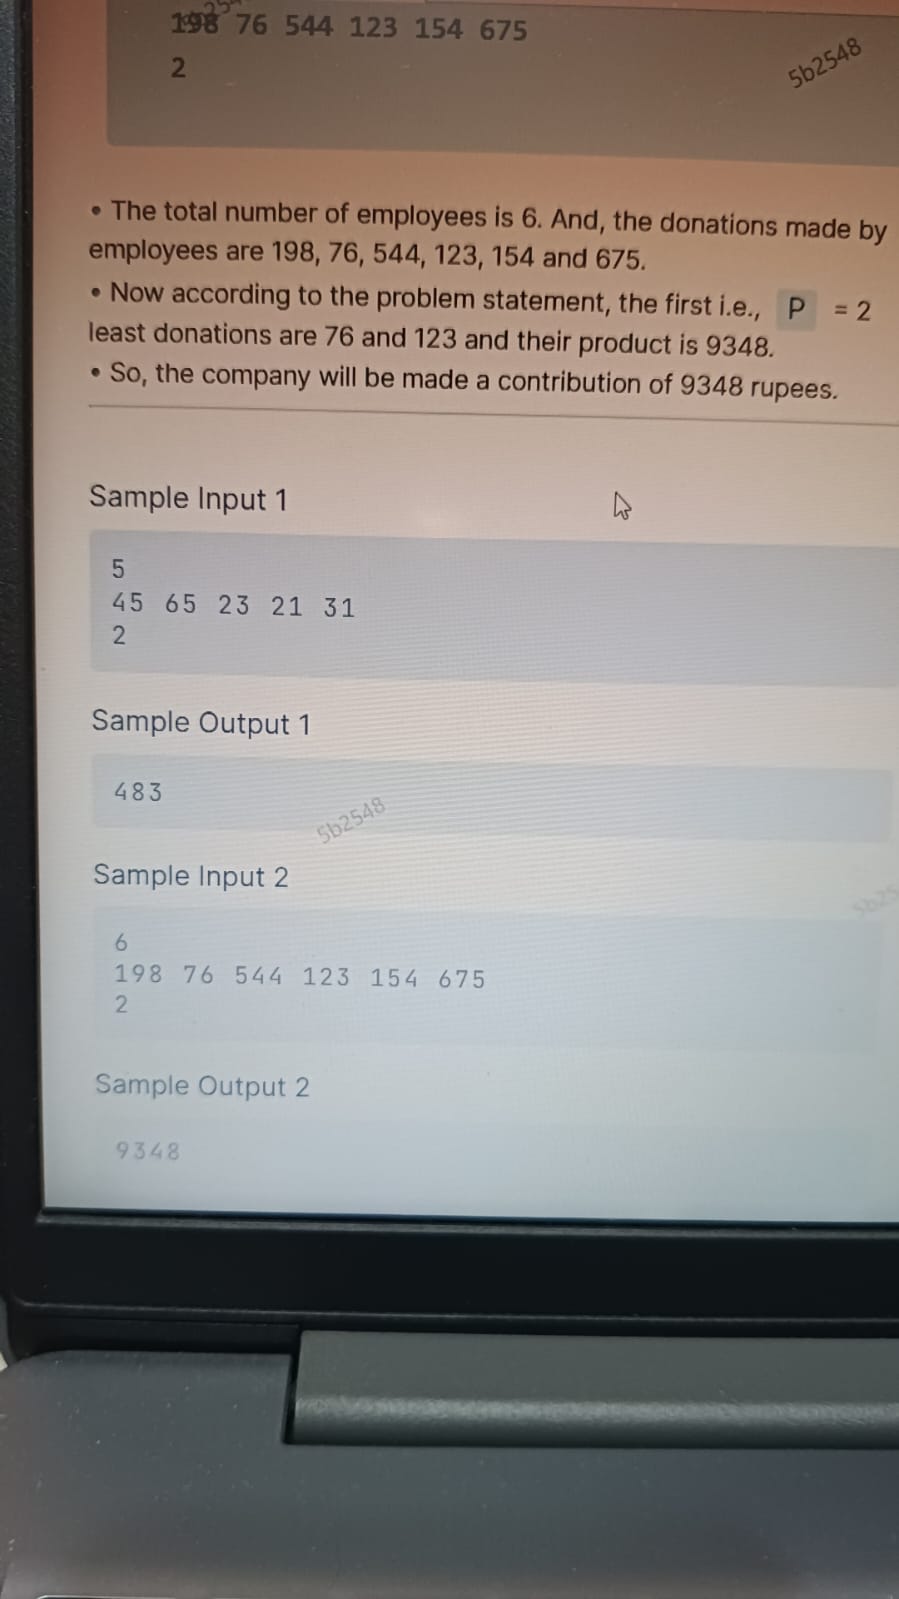 198 76 544 123 154 675
2
5b2548
• The total number of employees is 6. And, the donations made by
employees are 198, 76, 544, 123, 154 and 675.
• Now according to the problem statement, the first i.e., P = 2
least donations are 76 and 123 and their product is 9348.
• So, the company will be made a contribution of 9348 rupees.
Sample Input 1
5
45 65 23 21 31
2
Sample Output 1
483
5b2548
Sample Input 2
6
198 76 544 123 154 675
2
Sample Output 2
9348